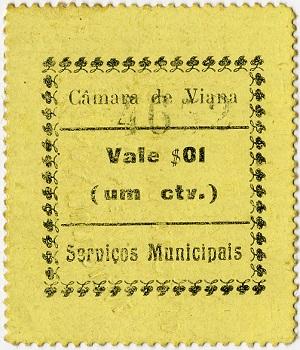 Câmara de Viana
Vale $01
(um ctv.)
Serviços Municipais